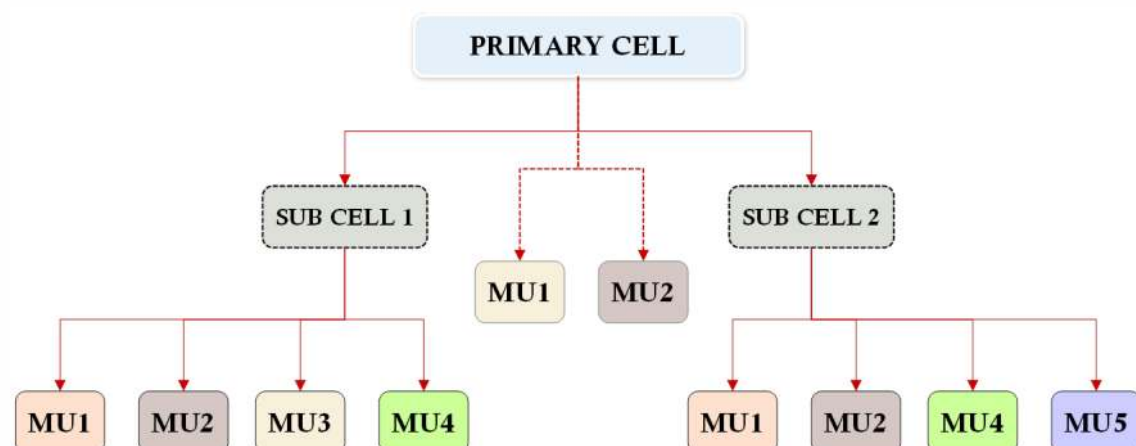 PRIMARY CELL
SUB CELL 1
SUB CELL 2
MU1
MU2
MU1
MU2
MU3
MU4
MU1
MU2
MU4
MU5